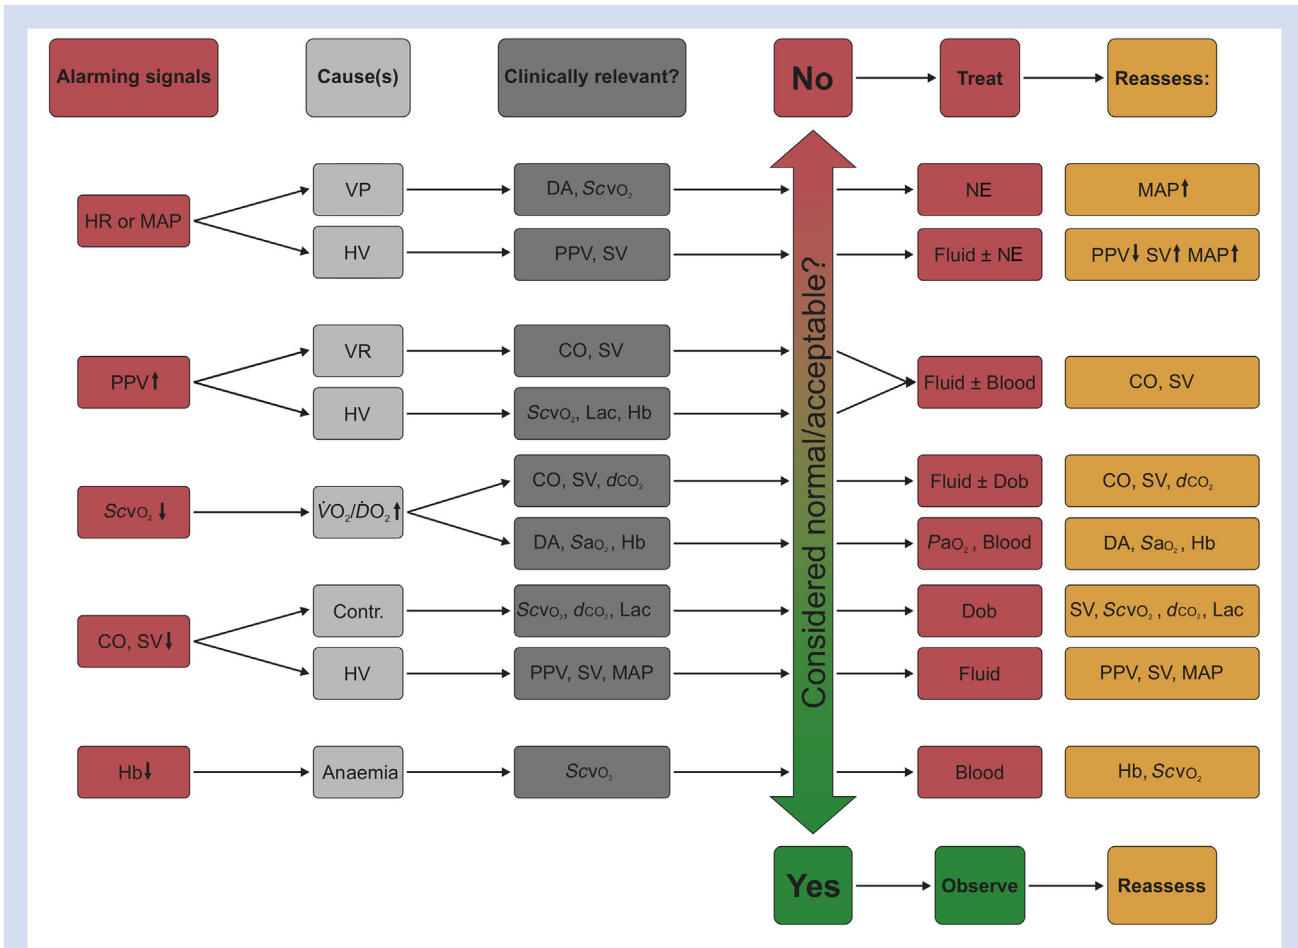 Alarming signals
Cause(s)
Clinically relevant?
No
Treat
Reassess:
HR or MAP
VP
DA, ScvO₂
NE
MAP↑
HV
PPV, SV
Fluid ± NE
PPV↓ SV↑ MAP↑
PPV↑
VR
CO, SV
HV
ScvO₂, Lac, Hb
Fluid ± Blood
CO, SV
ScvO₂ ↓
V̇O₂/ḊO₂↑
CO, SV, dCO₂
Fluid ± Dob
CO, SV, dCO₂
DA, SaO₂, Hb
PaO₂, Blood
DA, SaO₂, Hb
CO, SV↓
Contr.
ScvO₂, dCO₂, Lac
Dob
SV, ScvO₂, dCO₂, Lac
HV
PPV, SV, MAP
Fluid
PPV, SV, MAP
Hb↓
Anaemia
ScvO₂
Blood
Hb, ScvO₂
Considered normal/acceptable?
Yes
Observe
Reassess